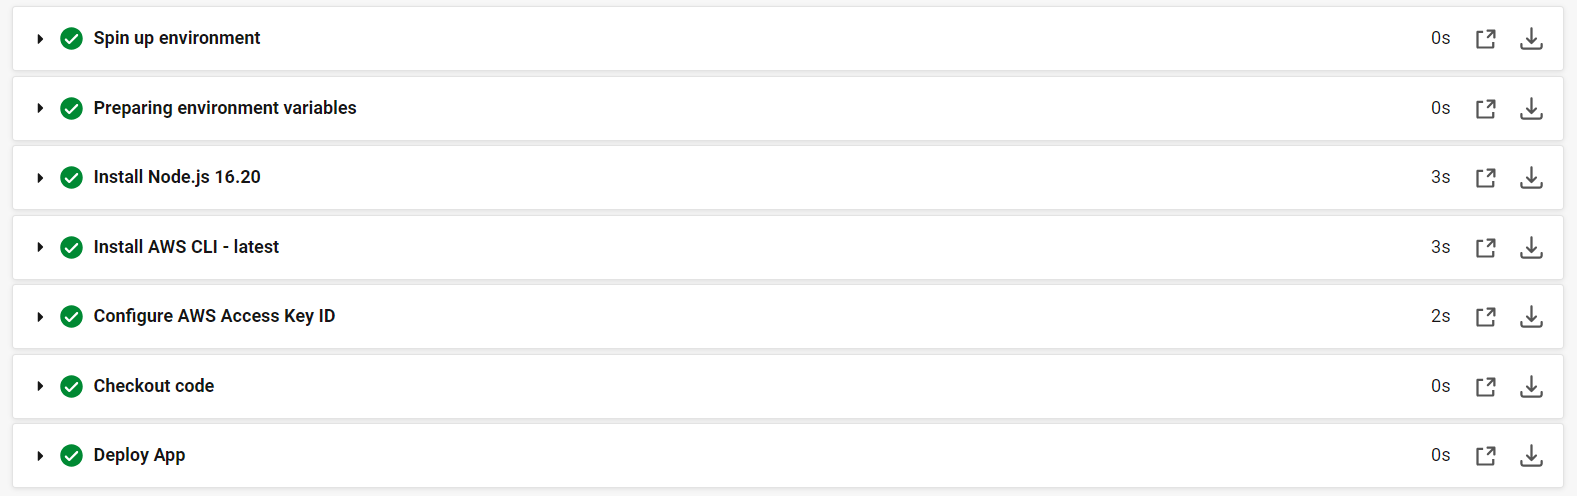 Spin up environment 0s
Preparing environment variables 0s
Install Node.js 16.20 3s
Install AWS CLI - latest 3s
Configure AWS Access Key ID 2s
Checkout code 0s
Deploy App 0s